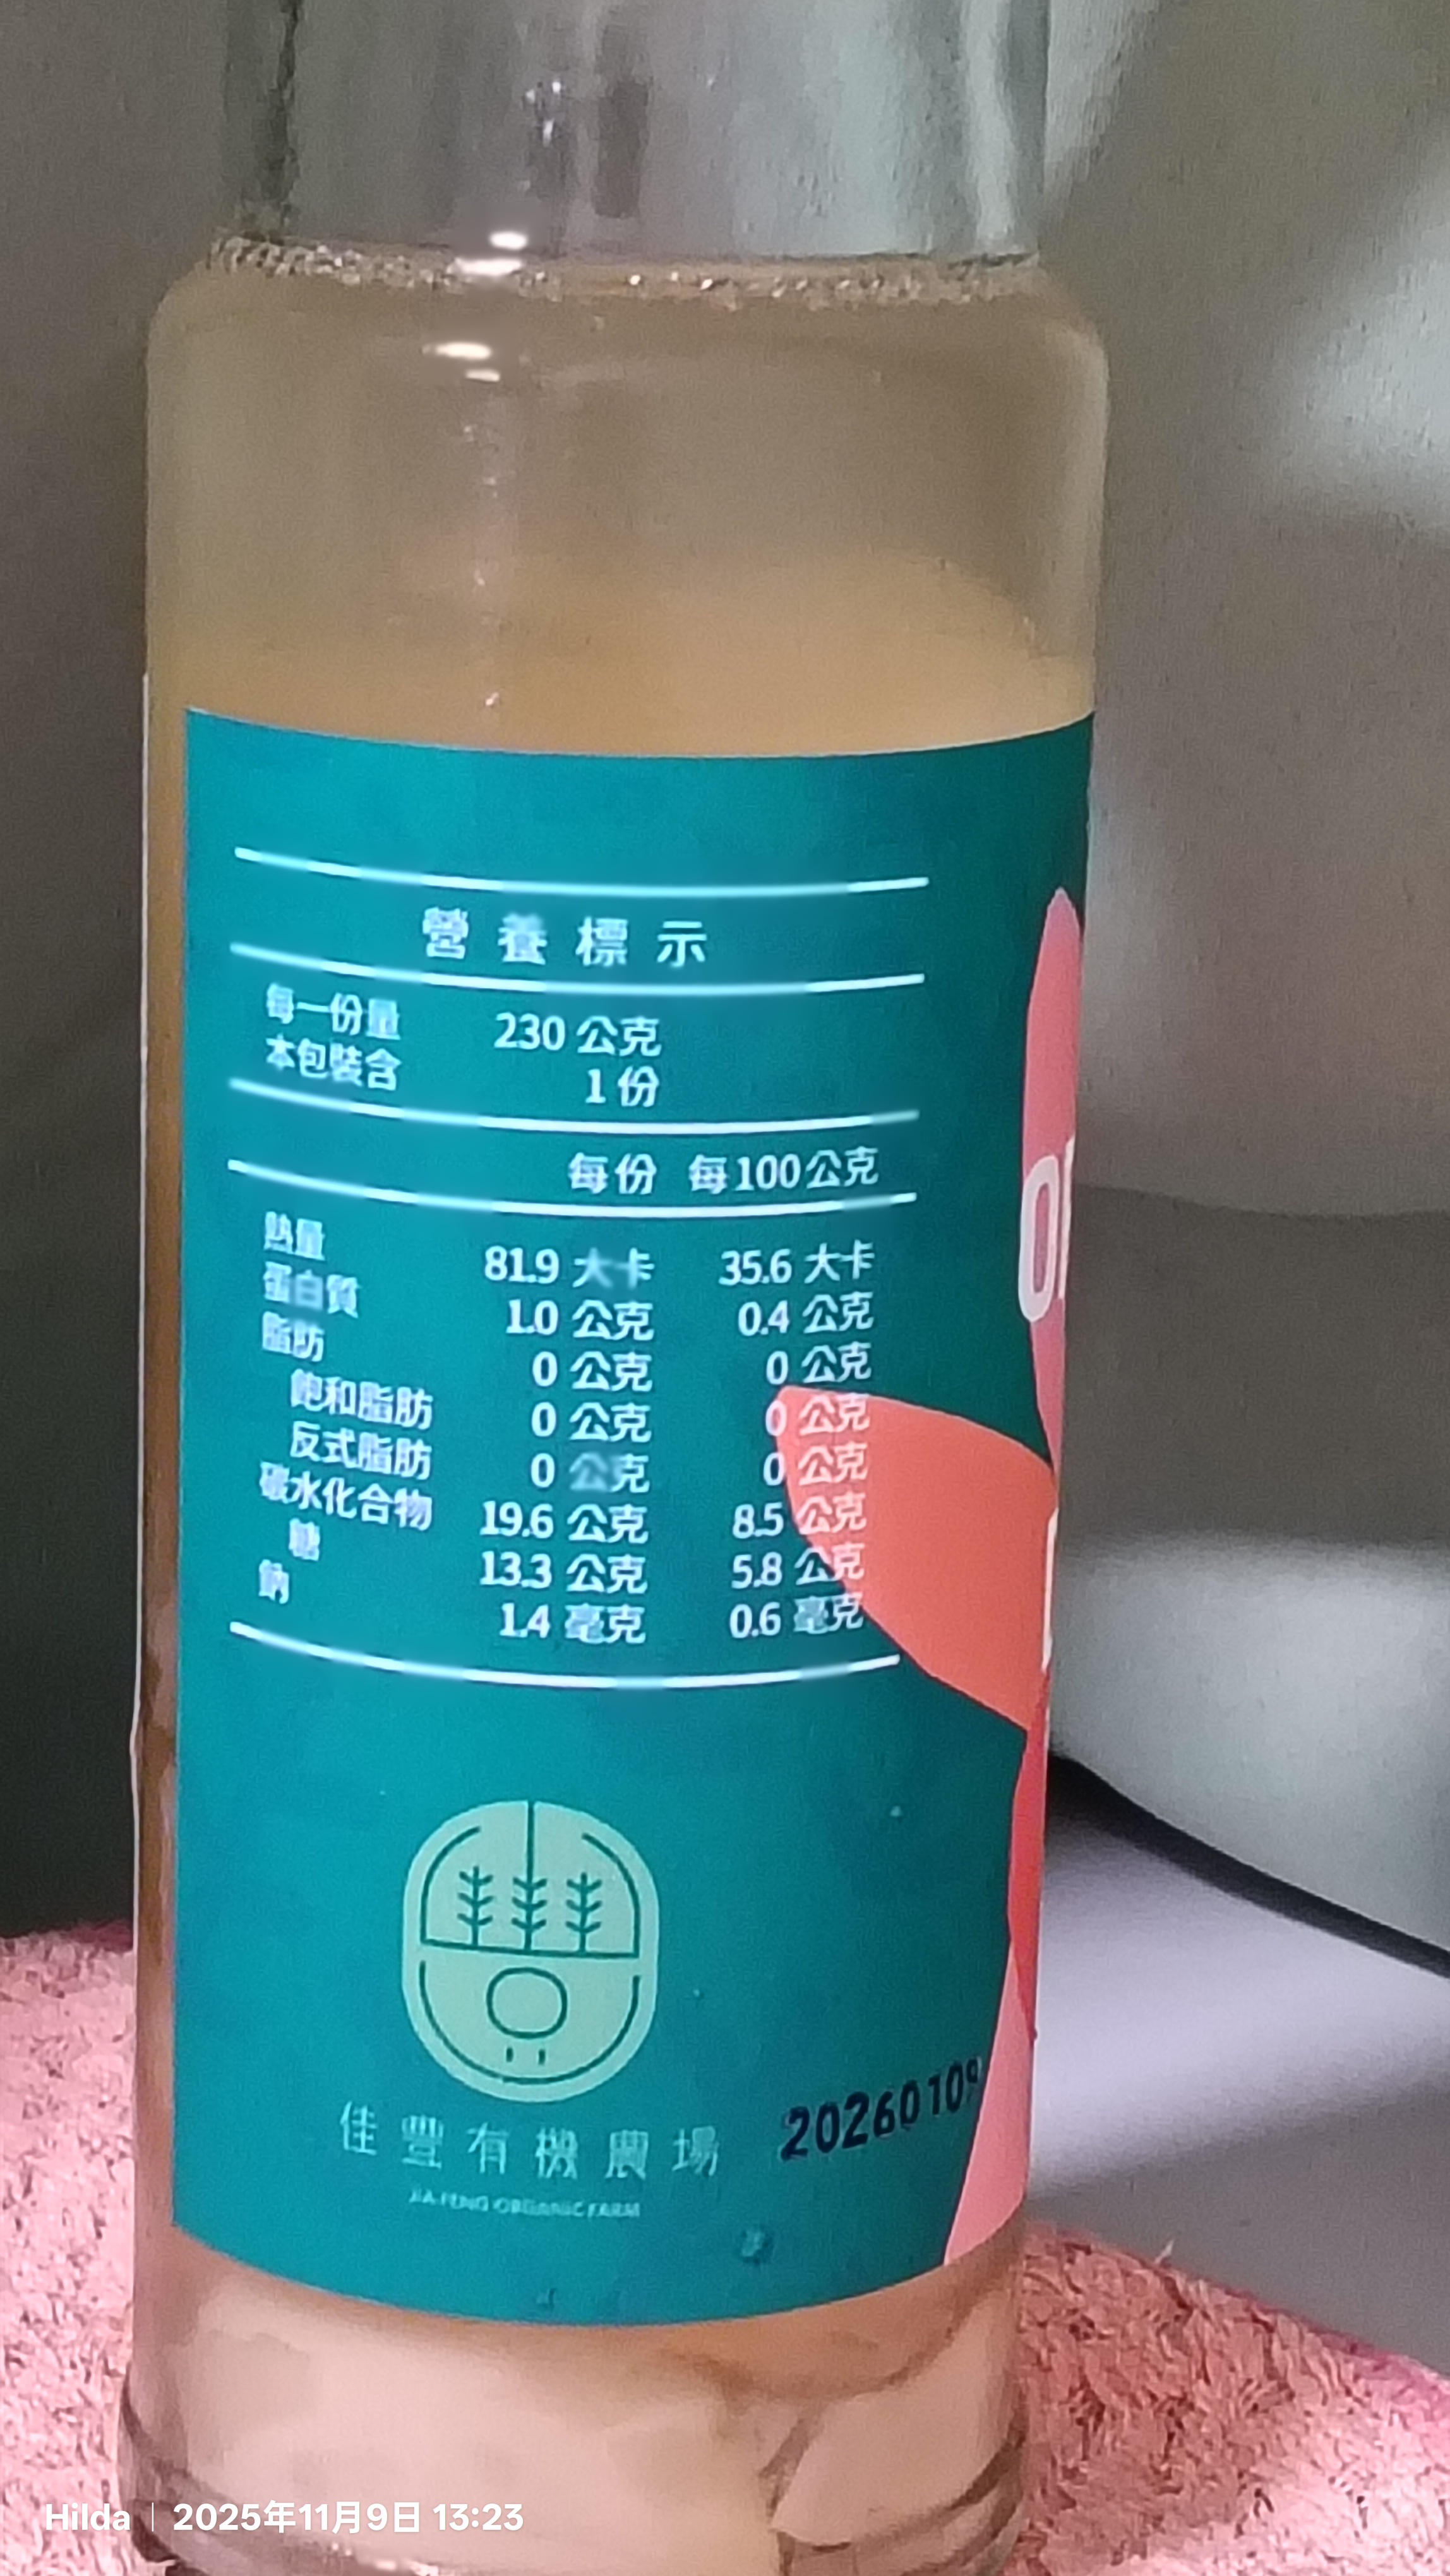 營養標示
每一份量 230 公克
本包裝含 1 份
每份 每100公克
熱量 81.9 大卡 35.6 大卡
蛋白質 1.0 公克 0.4 公克
脂肪 0 公克 0 公克
飽和脂肪 0 公克 0 公克
反式脂肪 0 公克 0 公克
碳水化合物 19.6 公克 8.5 公克
糖 13.3 公克 5.8 公克
鈉 1.4 毫克 0.6 毫克
佳豐有機農場
JIA FENG ORGANIC FARM
20260109
Hilda | 2025年11月9日 13:23